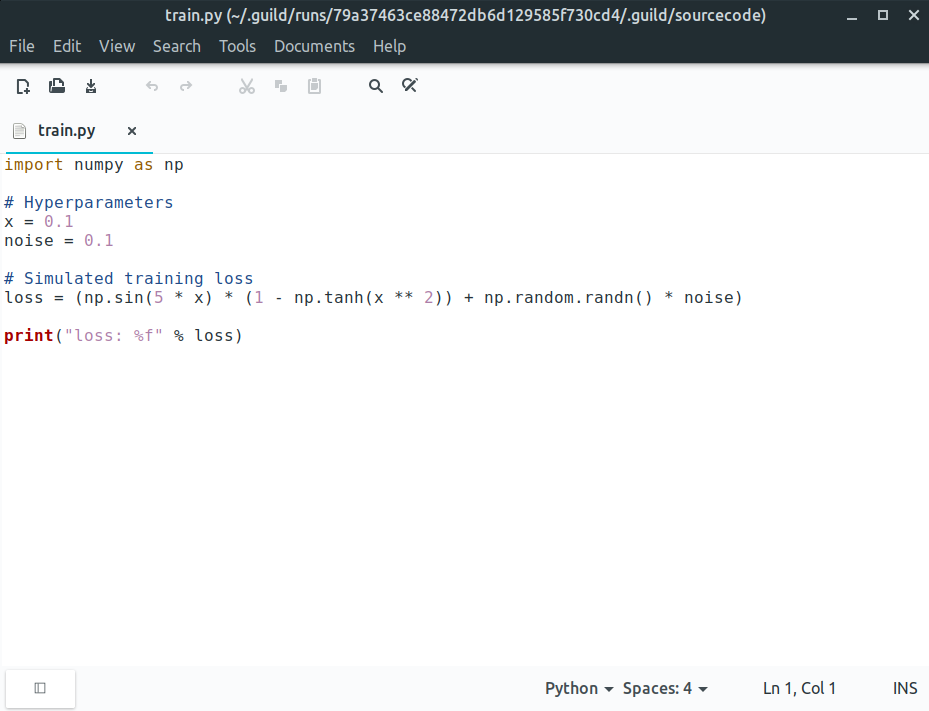 train.py (~/.guild/runs/79a37463ce88472db6d129585f730cd4/.guild/sourcecode)
File Edit View Search Tools Documents Help
train.py
import numpy as np
# Hyperparameters
x = 0.1
noise = 0.1
# Simulated training loss
loss = (np.sin(5 * x) * (1 - np.tanh(x ** 2)) + np.random.randn() * noise)
print("loss: %f" % loss)
Python Spaces: 4 Ln 1, Col 1 INS